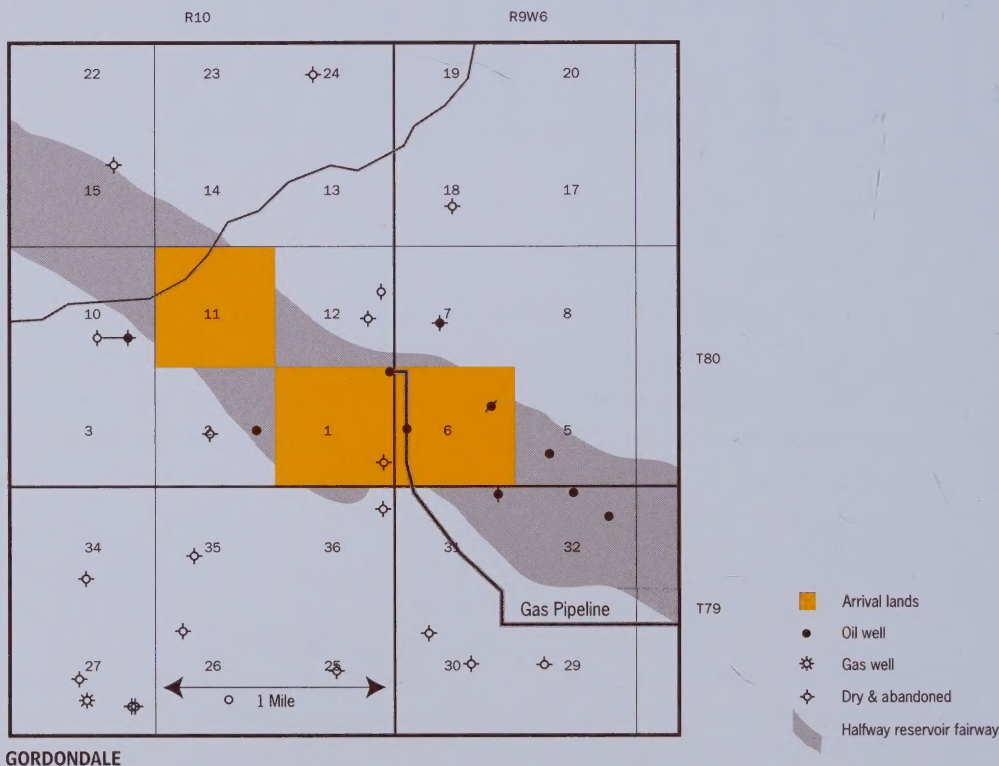 R10 R9W6
22 23 24 19 20
15 14 13 18 17
10 11 12 7 8
T80
3 2 1 6 5
34 35 36 31 32
Gas Pipeline
T79
27 26 25 30 29
1 Mile
Arrival lands
Oil well
Gas well
Dry & abandoned
Halfway reservoir fairway
GORDONDALE